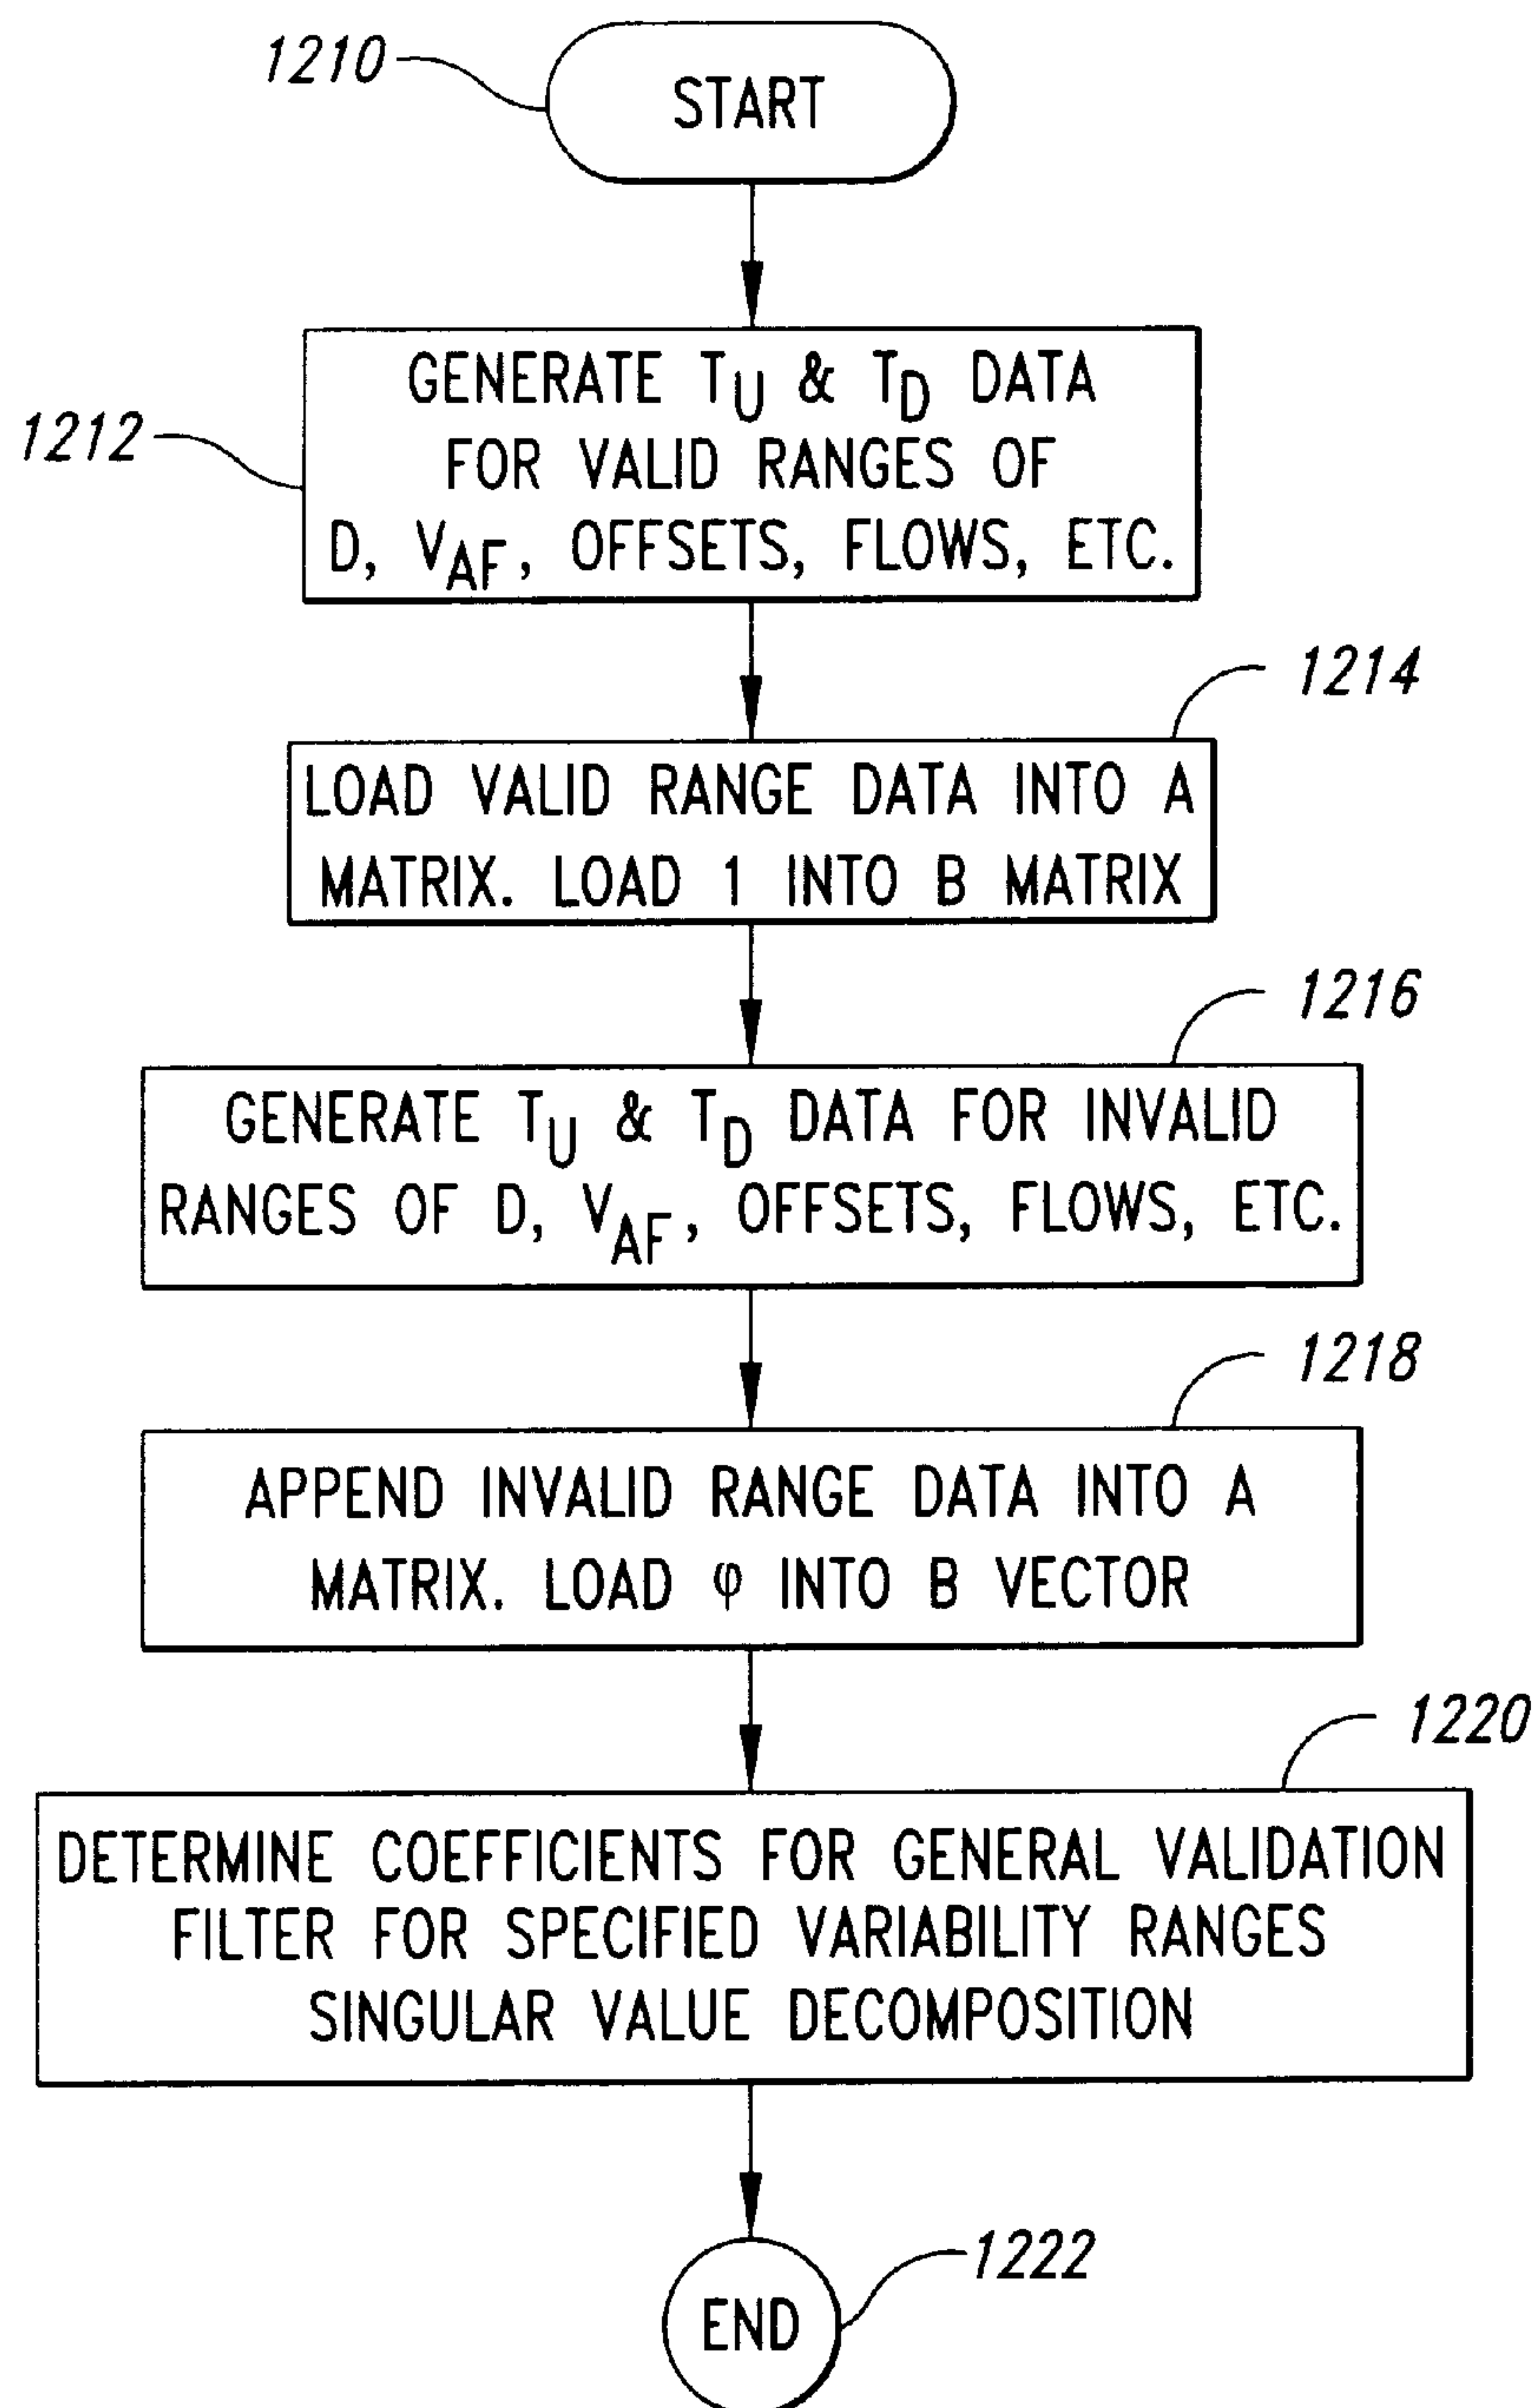 1210
START
1212
GENERATE TU & TD DATA
FOR VALID RANGES OF
D, VAF, OFFSETS, FLOWS, ETC.
1214
LOAD VALID RANGE DATA INTO A
MATRIX. LOAD 1 INTO B MATRIX
1216
GENERATE TU & TD DATA FOR INVALID
RANGES OF D, VAF, OFFSETS, FLOWS, ETC.
1218
APPEND INVALID RANGE DATA INTO A
MATRIX. LOAD φ INTO B VECTOR
1220
DETERMINE COEFFICIENTS FOR GENERAL VALIDATION
FILTER FOR SPECIFIED VARIABILITY RANGES
SINGULAR VALUE DECOMPOSITION
1222
END